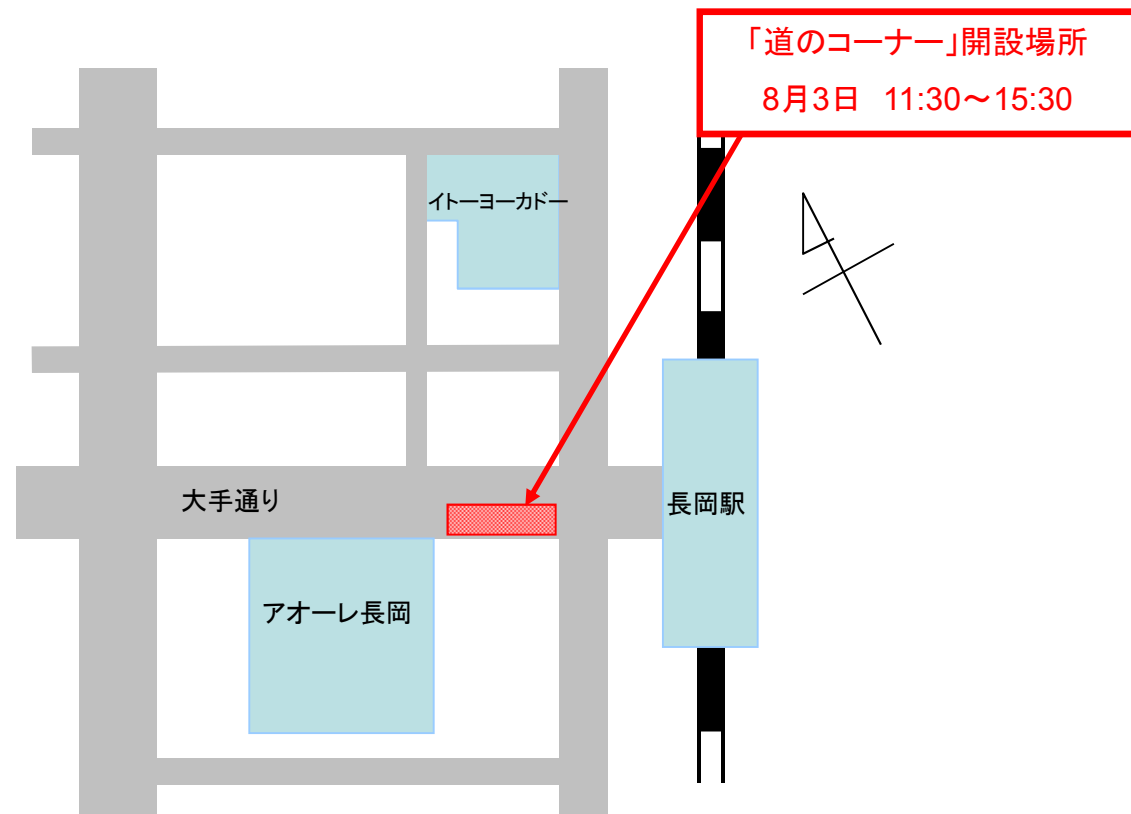 「道のコーナー」開設場所
8月3日 11:30～15:30
イトーヨーカドー
大手通り
長岡駅
アオーレ長岡